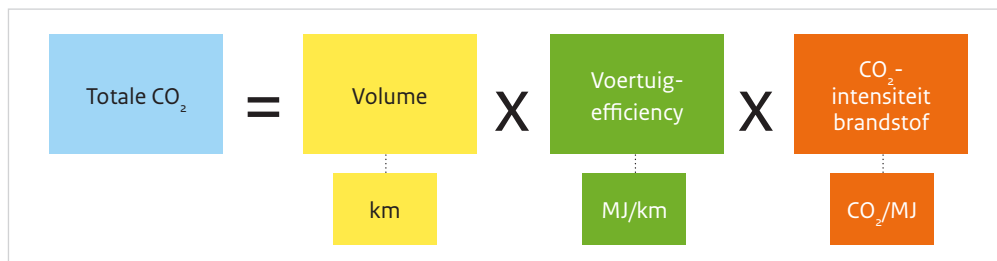 Totale CO₂
=
Volume
X
Voertuig-
efficiency
X
CO₂-
intensiteit
brandstof
km
MJ/km
CO₂/MJ